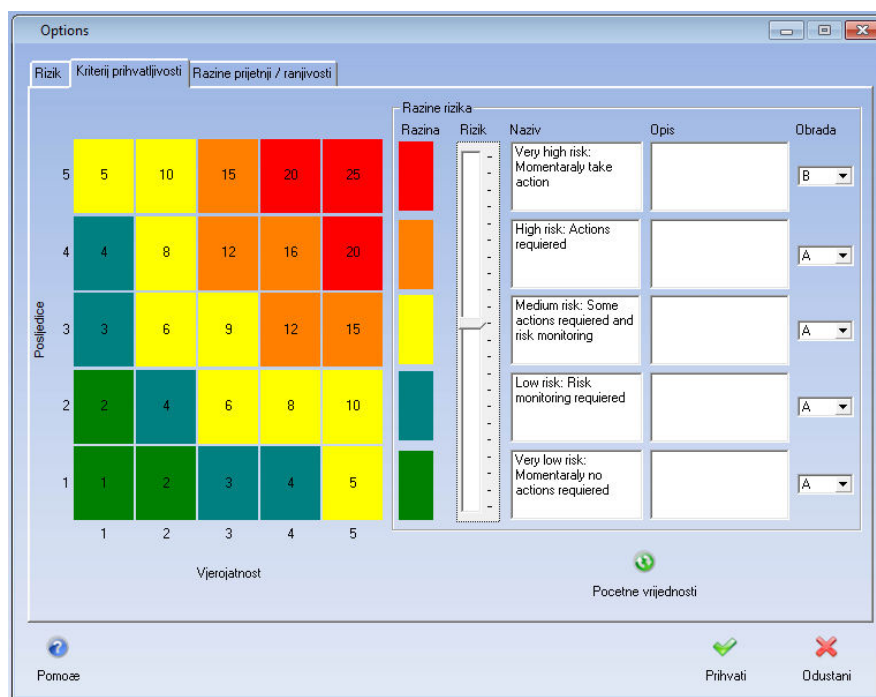 Options
Rizik Kriterij prihvatljivosti Razine prijetnji / ranjivosti
Posljedice
5 5 10 15 20 25
4 4 8 12 16 20
3 3 6 9 12 15
2 2 4 6 8 10
1 1 2 3 4 5
1 2 3 4 5
Vjerojatnost
Razine rizika
Razina Rizik Naziv Opis Obrada
Very high risk:
Momentaraly take
action
B
High risk: Actions
requiered
A
Medium risk: Some
actions requiered and
risk monitoring
A
Low risk: Risk
monitoring requiered
A
Very low risk:
Momentaraly no
actions requiered
A
Pocetne vrijednosti
Pomoæ
Prihvati
Odustani